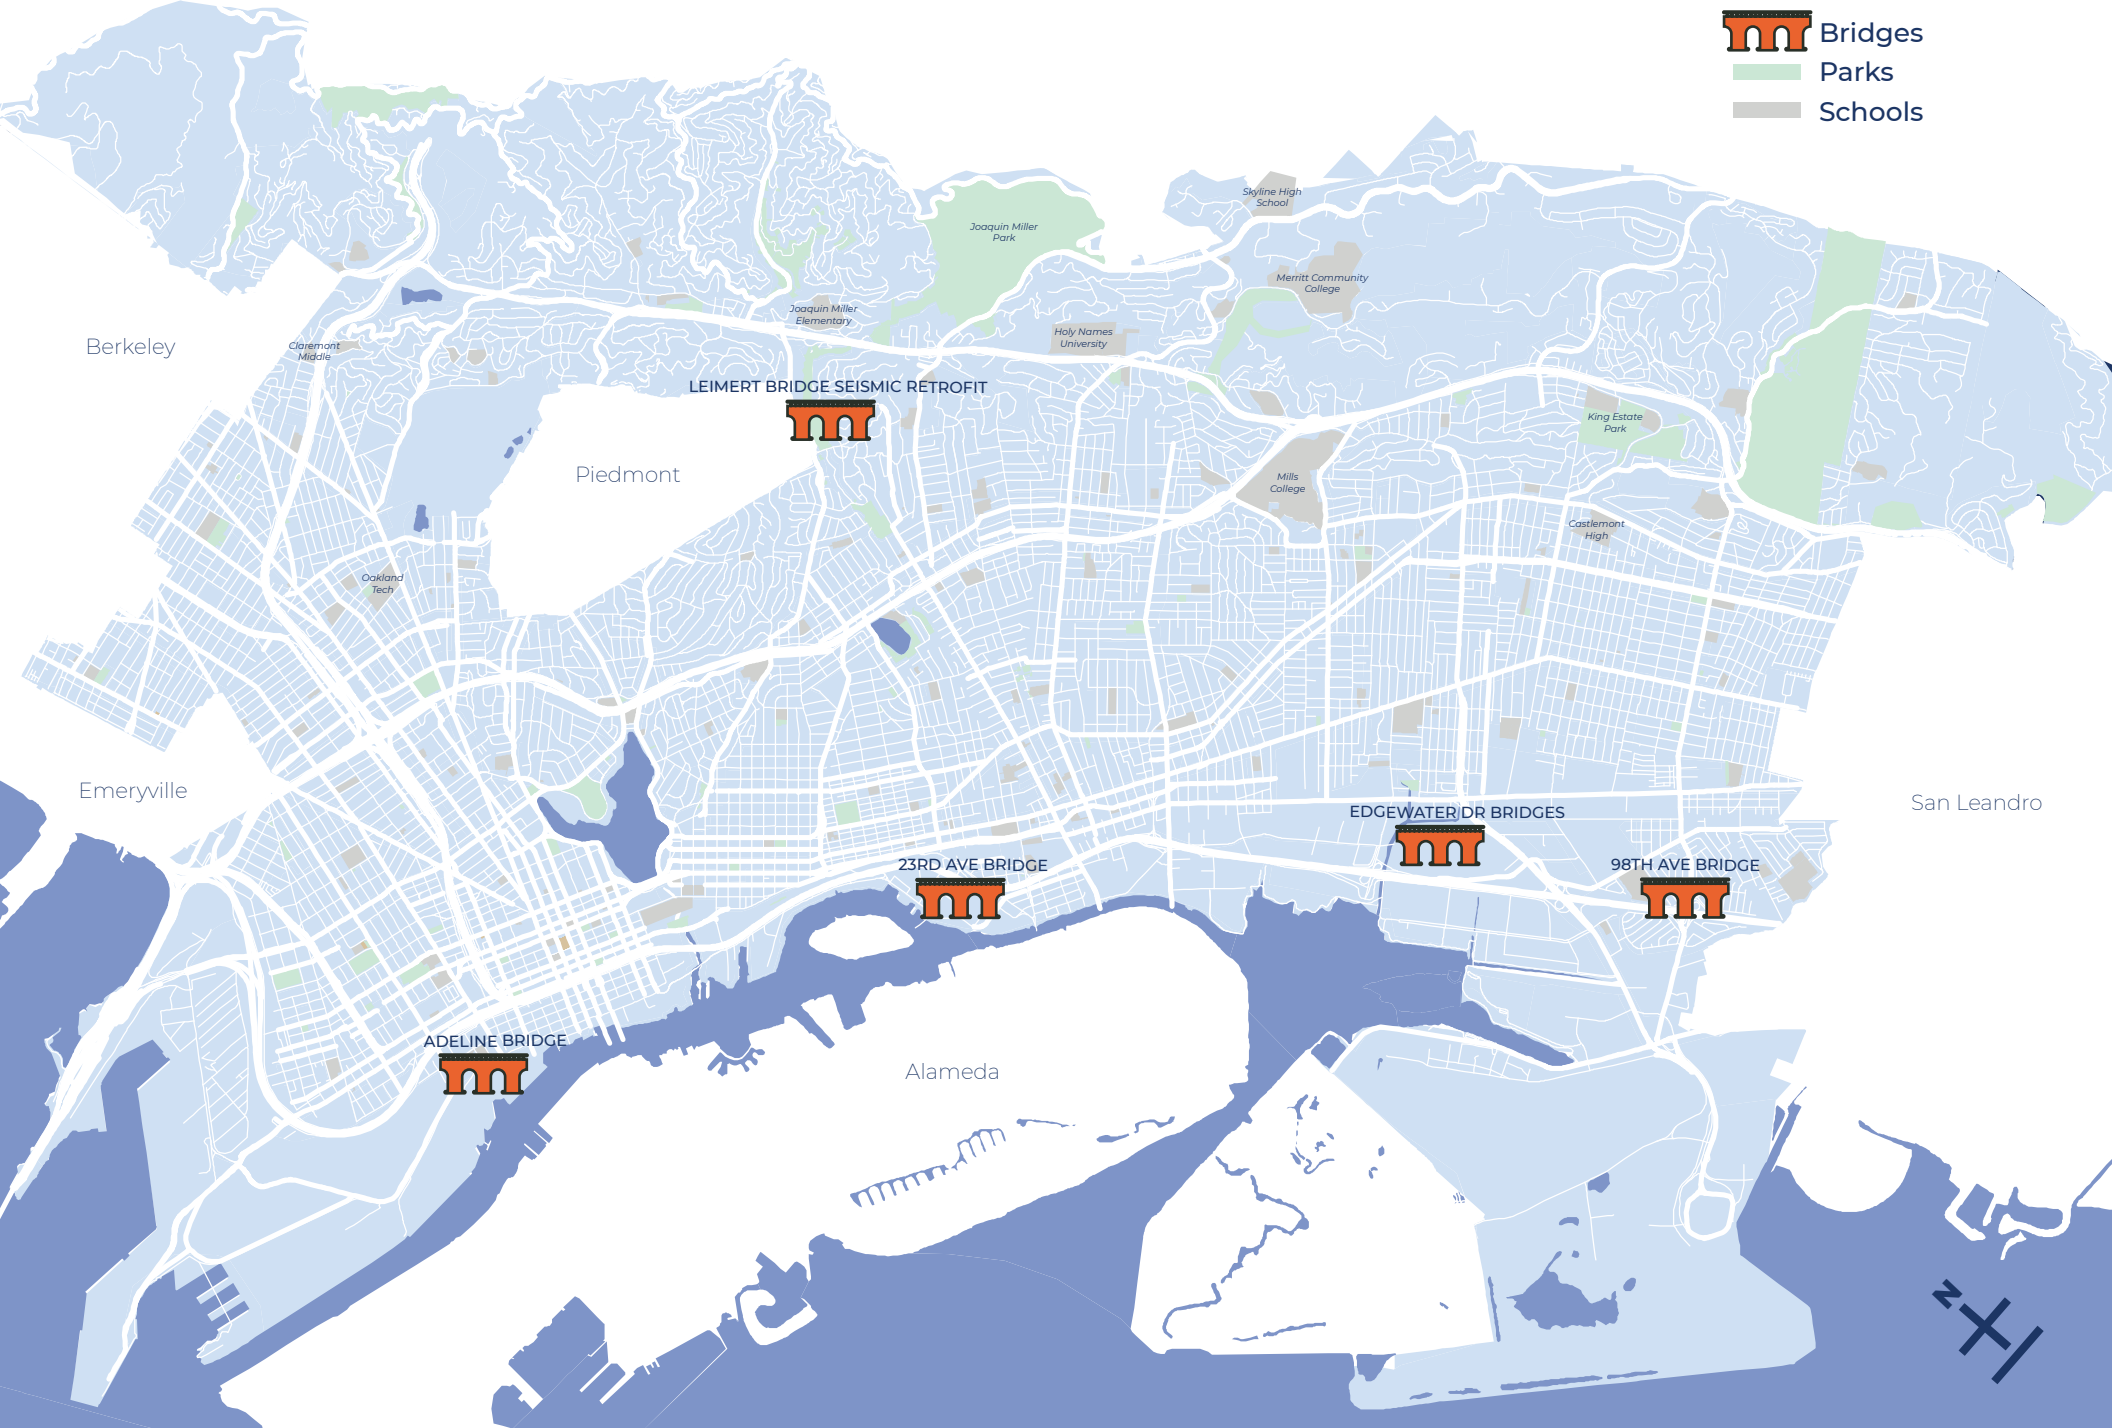 Bridges
Parks
Schools
Skyline High
School
Joaquin Miller
Park
Merritt Community
College
Joaquin Miller
Elementary
Holy Names
University
Claremont
Middle
Berkeley
LEIMERT BRIDGE SEISMIC RETROFIT
King Estate
Park
Piedmont
Mills
College
Castlemont
High
Oakland
Tech
Emeryville
San Leandro
EDGEWATER DR BRIDGES
23RD AVE BRIDGE
98TH AVE BRIDGE
ADELINE BRIDGE
Alameda
N